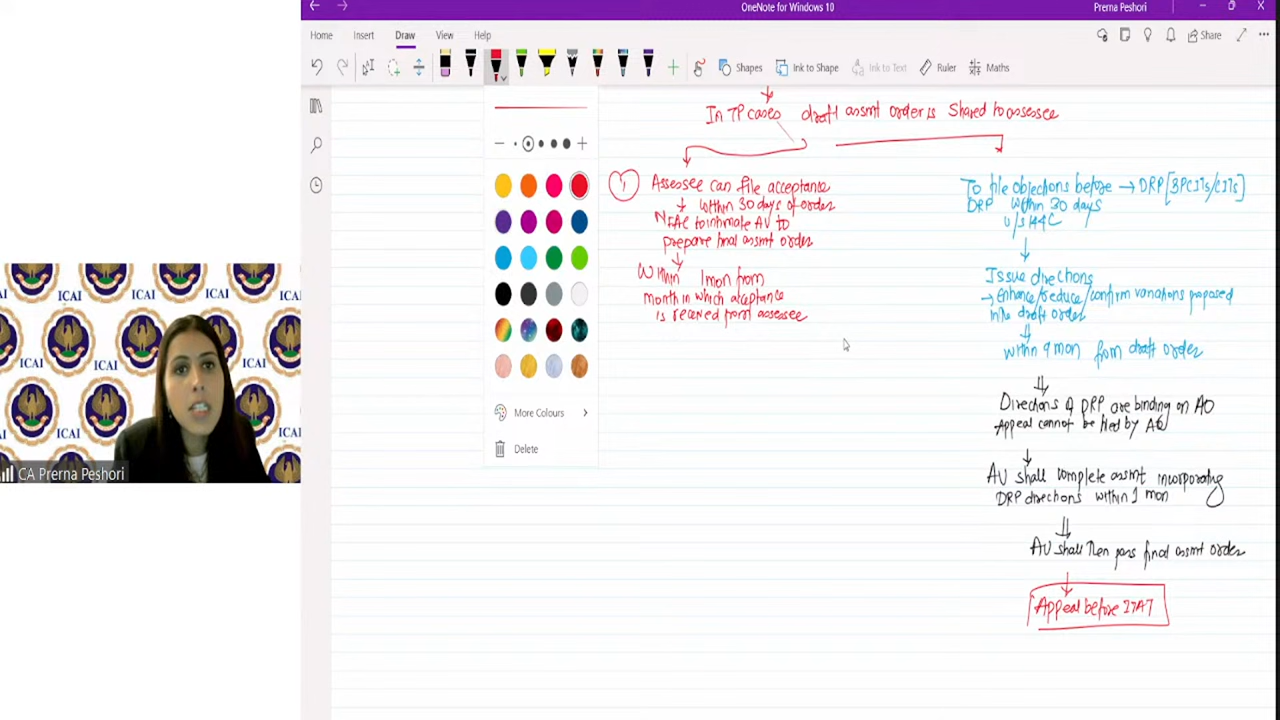 OneNote for Windows 10
Prerna Peshori
Home Insert Draw View Help
Share
Shapes
Ink to Shape
Ink to Text
Ruler
Maths
More Colours
Delete
In TP cases draft assmt order is shared to assessee
1 Assessee can file acceptance
within 30 days of order
NFAC to intimate AU to
prepare final assmt order
Within 1 mon from
month in which acceptance
is received from assessee
To file objections before → DRP [3 PCITs/CITs]
DRP within 30 days
u/s 144C
Issue directions
→ Enhance/reduce/confirm variations proposed
in the draft order
within 9 mon from draft order
Directions of DRP are binding on AO
Appeal cannot be filed by AO
AU shall complete assmt incorporating
DRP directions within 1 mon
AU shall then pass final assmt order
Appeal before ITAT
ICAI
ICAI
CA Prerna Peshori